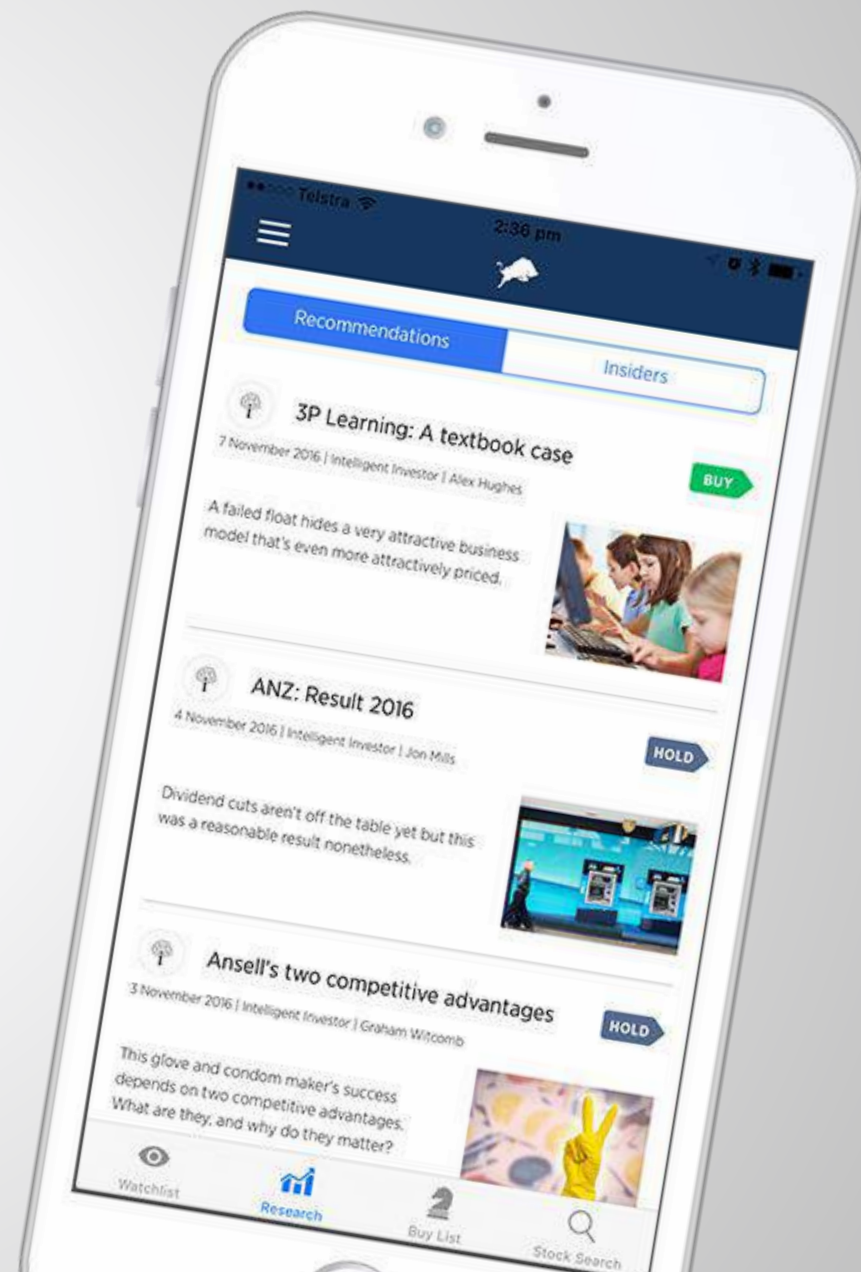 Telstra
2:36 pm
Recommendations
Insiders
3P Learning: A textbook case
7 November 2016 | Intelligent Investor | Alex Hughes
BUY
A failed float hides a very attractive business
model that's even more attractively priced.
ANZ: Result 2016
4 November 2016 | Intelligent Investor | Jon Mills
HOLD
Dividend cuts aren't off the table yet but this
was a reasonable result nonetheless.
Ansell's two competitive advantages
3 November 2016 | Intelligent Investor | Graham Witcomb
HOLD
This glove and condom maker's success
depends on two competitive advantages.
What are they, and why do they matter?
Watchlist
Research
Buy List
Stock Search